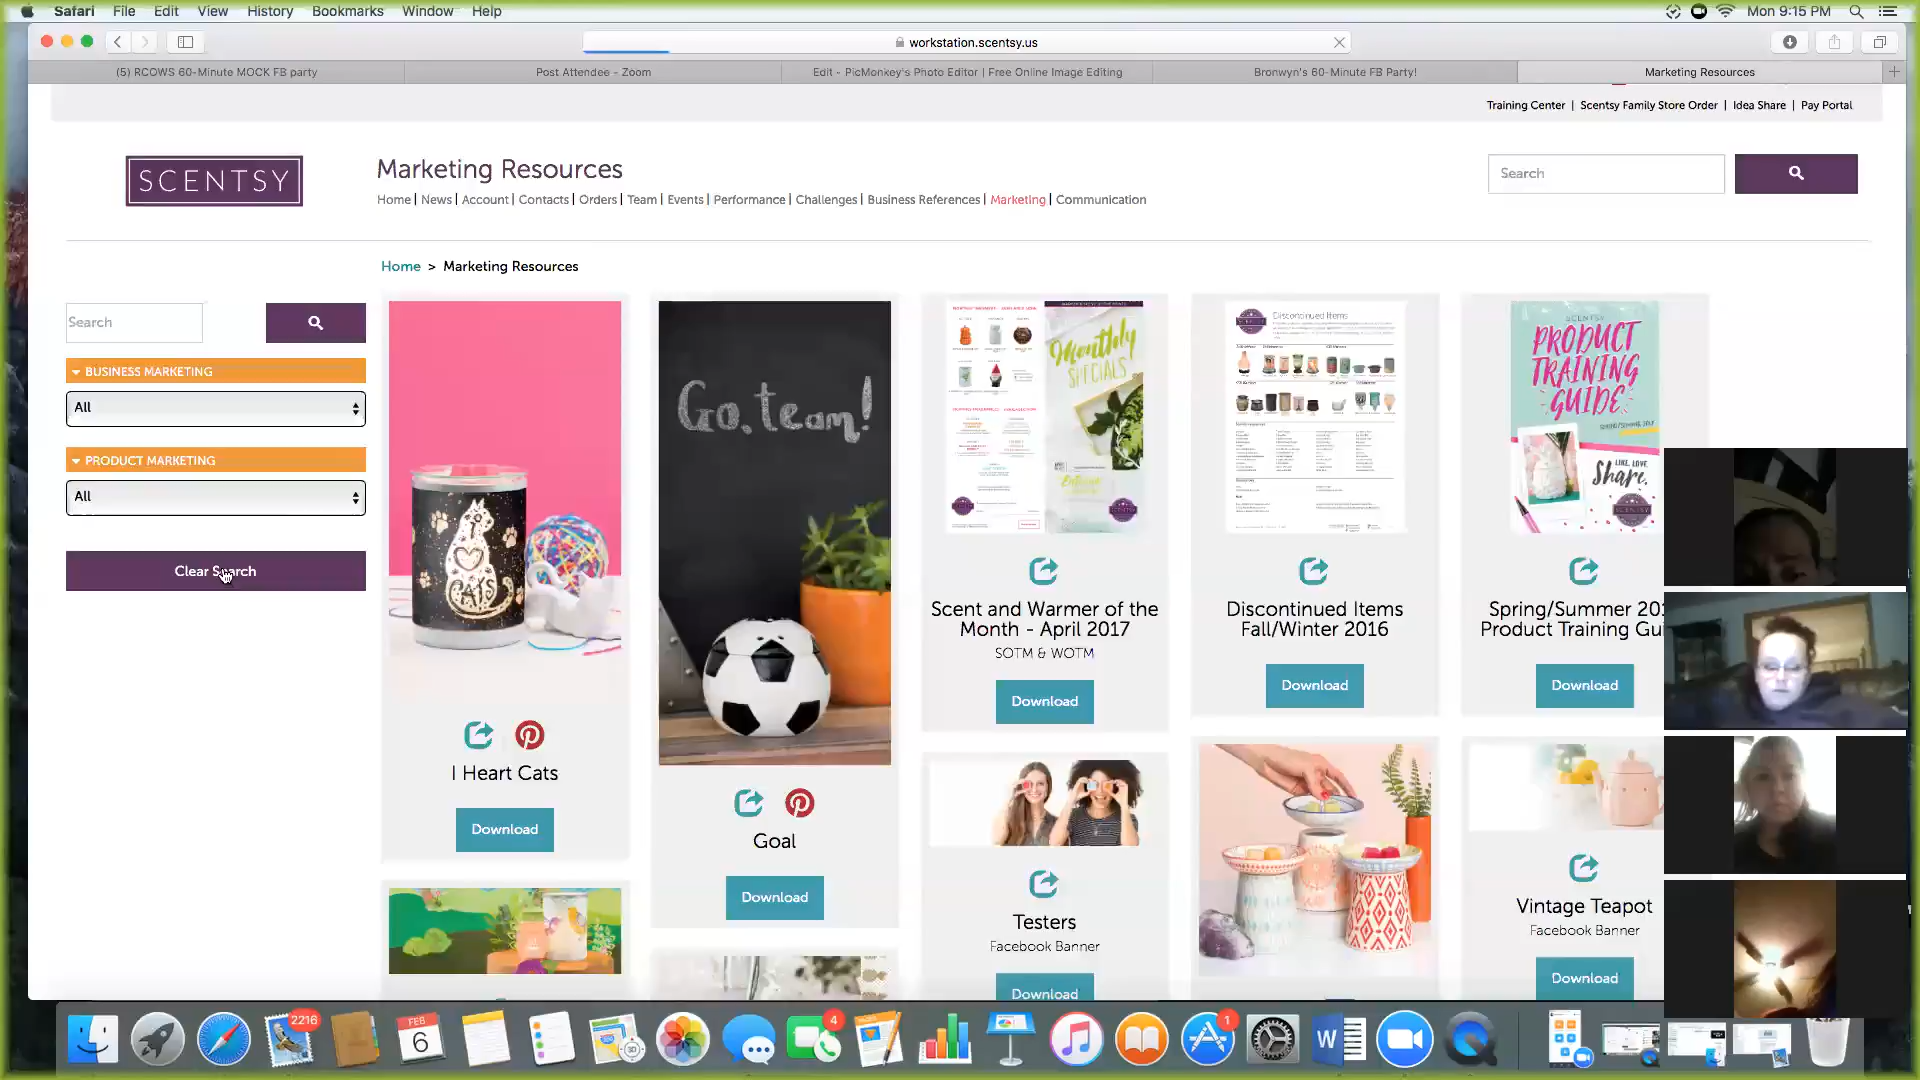 Safari File Edit View History Bookmarks Window Help
Mon 9:15 PM
workstation.scentsy.us
(5) RCOWS 60-Minute MOCK FB party
Post Attendee - Zoom
Edit - PicMonkey's Photo Editor | Free Online Image Editing
Bronwyn's 60-Minute FB Party!
Marketing Resources
Training Center | Scentsy Family Store Order | Idea Share | Pay Portal
SCENTSY
Marketing Resources
Search
Home | News | Account | Contacts | Orders | Team | Events | Performance | Challenges | Business References | Marketing | Communication
Home > Marketing Resources
Search
BUSINESS MARKETING
All
PRODUCT MARKETING
All
Clear Search
I
CATS
I Heart Cats
Download
Go, team!
Goal
Download
Monthly
SPECIALS
Scent and Warmer of the
Month - April 2017
SOTM & WOTM
Download
Testers
Facebook Banner
Download
Discontinued Items
Discontinued Items
Fall/Winter 2016
Download
SCENTSY
PRODUCT
TRAINING
GUIDE
LIKE. LOVE.
Share.
Spring/Summer 201
Product Training Gui
Download
Vintage Teapot
Facebook Banner
Download
2216
FEB
6
4
1
W